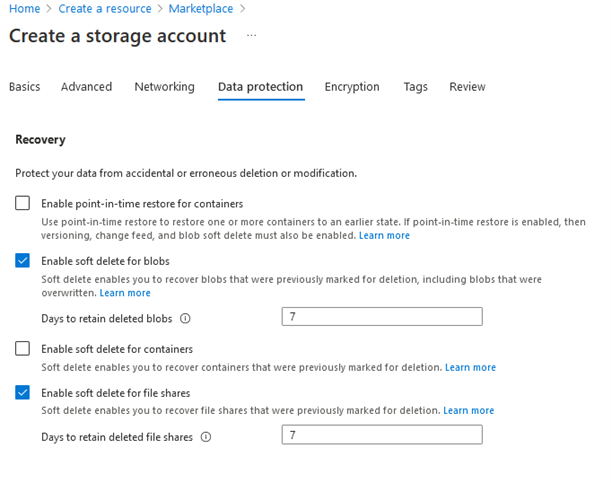 Home > Create a resource > Marketplace >
Create a storage account ...
Basics Advanced Networking Data protection Encryption Tags Review
Recovery
Protect your data from accidental or erroneous deletion or modification.
Enable point-in-time restore for containers
Use point-in-time restore to restore one or more containers to an earlier state. If point-in-time restore is enabled, then
versioning, change feed, and blob soft delete must also be enabled. Learn more
Enable soft delete for blobs
Soft delete enables you to recover blobs that were previously marked for deletion, including blobs that were
overwritten. Learn more
Days to retain deleted blobs 7
Enable soft delete for containers
Soft delete enables you to recover containers that were previously marked for deletion. Learn more
Enable soft delete for file shares
Soft delete enables you to recover file shares that were previously marked for deletion. Learn more
Days to retain deleted file shares 7